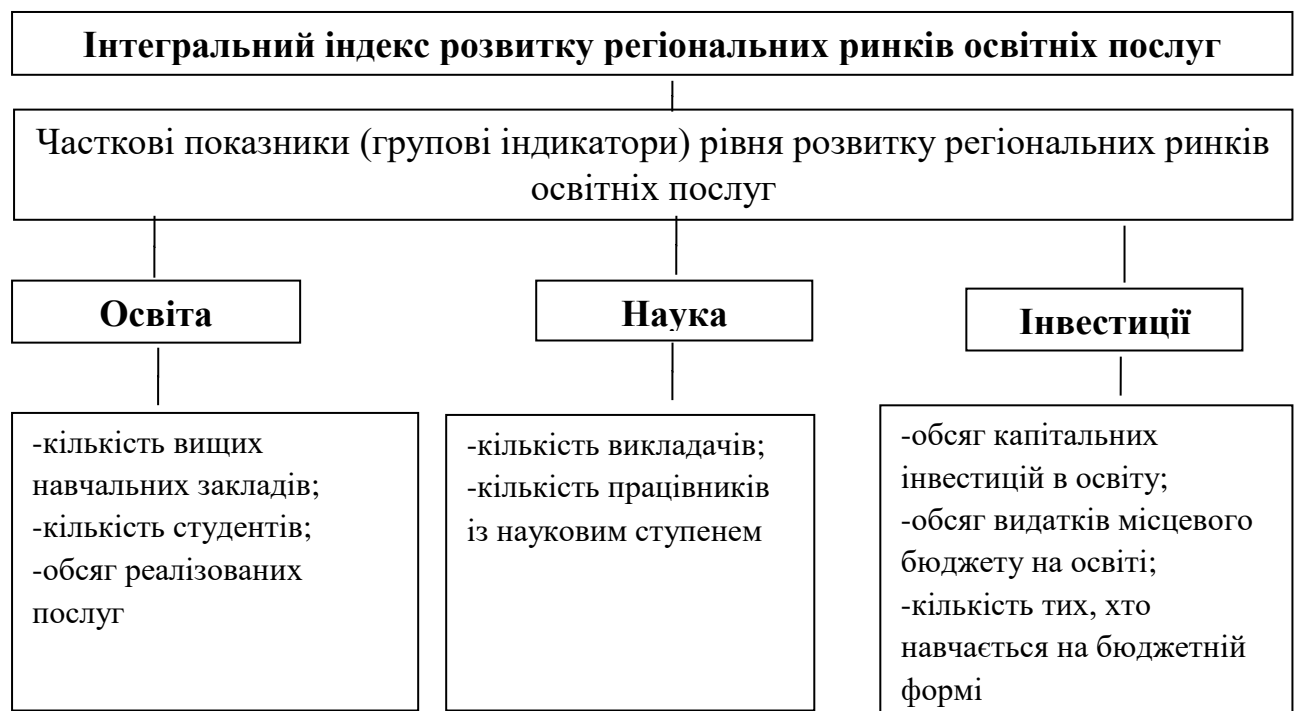 Інтегральний індекс розвитку регіональних ринків освітніх послуг
Часткові показники (групові індикатори) рівня розвитку регіональних ринків
освітніх послуг
Освіта
Наука
Інвестиції
-кількість вищих
навчальних закладів;
-кількість студентів;
-обсяг реалізованих
послуг
-кількість викладачів;
-кількість працівників
із науковим ступенем
-обсяг капітальних
інвестицій в освіту;
-обсяг видатків місцевого
бюджету на освіті;
-кількість тих, хто
навчається на бюджетній
формі